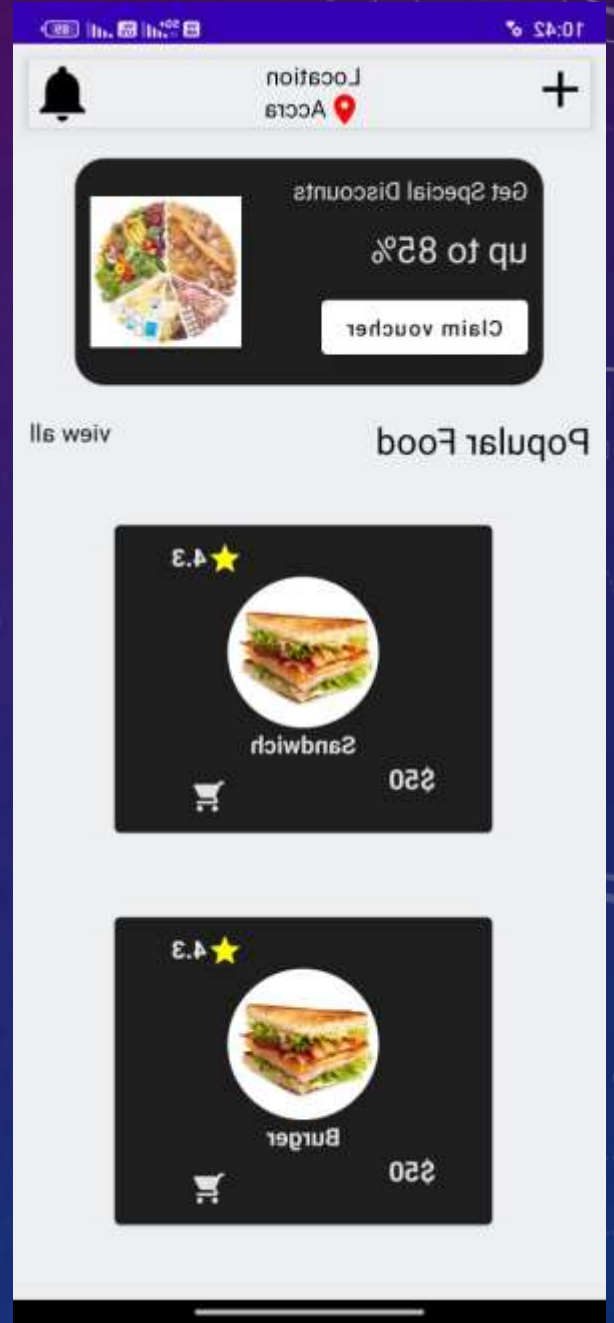 10:42
89
Location
Accra
Get Special Discounts
up to 85%
Claim voucher
Popular Food
view all
4.3
Sandwich
$50
4.3
Burger
$50